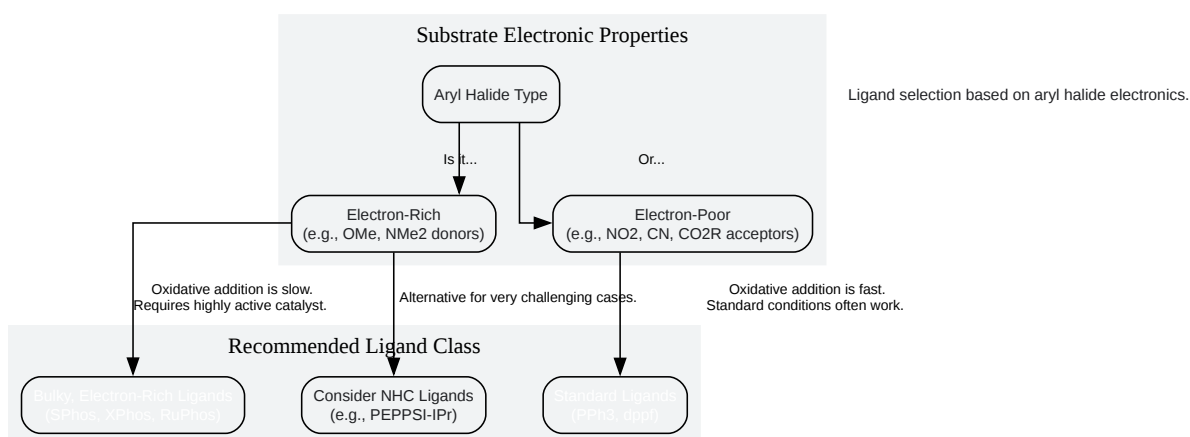 Substrate Electronic Properties
Aryl Halide Type
Ligand selection based on aryl halide electronics.
Is it...
Or...
Electron-Rich
(e.g., OMe, NMe2 donors)
Electron-Poor
(e.g., NO2, CN, CO2R acceptors)
Oxidative addition is slow.
Requires highly active catalyst.
Alternative for very challenging cases.
Oxidative addition is fast.
Standard conditions often work.
Recommended Ligand Class
Bulky, Electron-Rich Ligands
(SPhos, XPhos, RuPhos)
Consider NHC Ligands
(e.g., PEPPSI-IPr)
Standard Ligands
(PPh3, dppf)